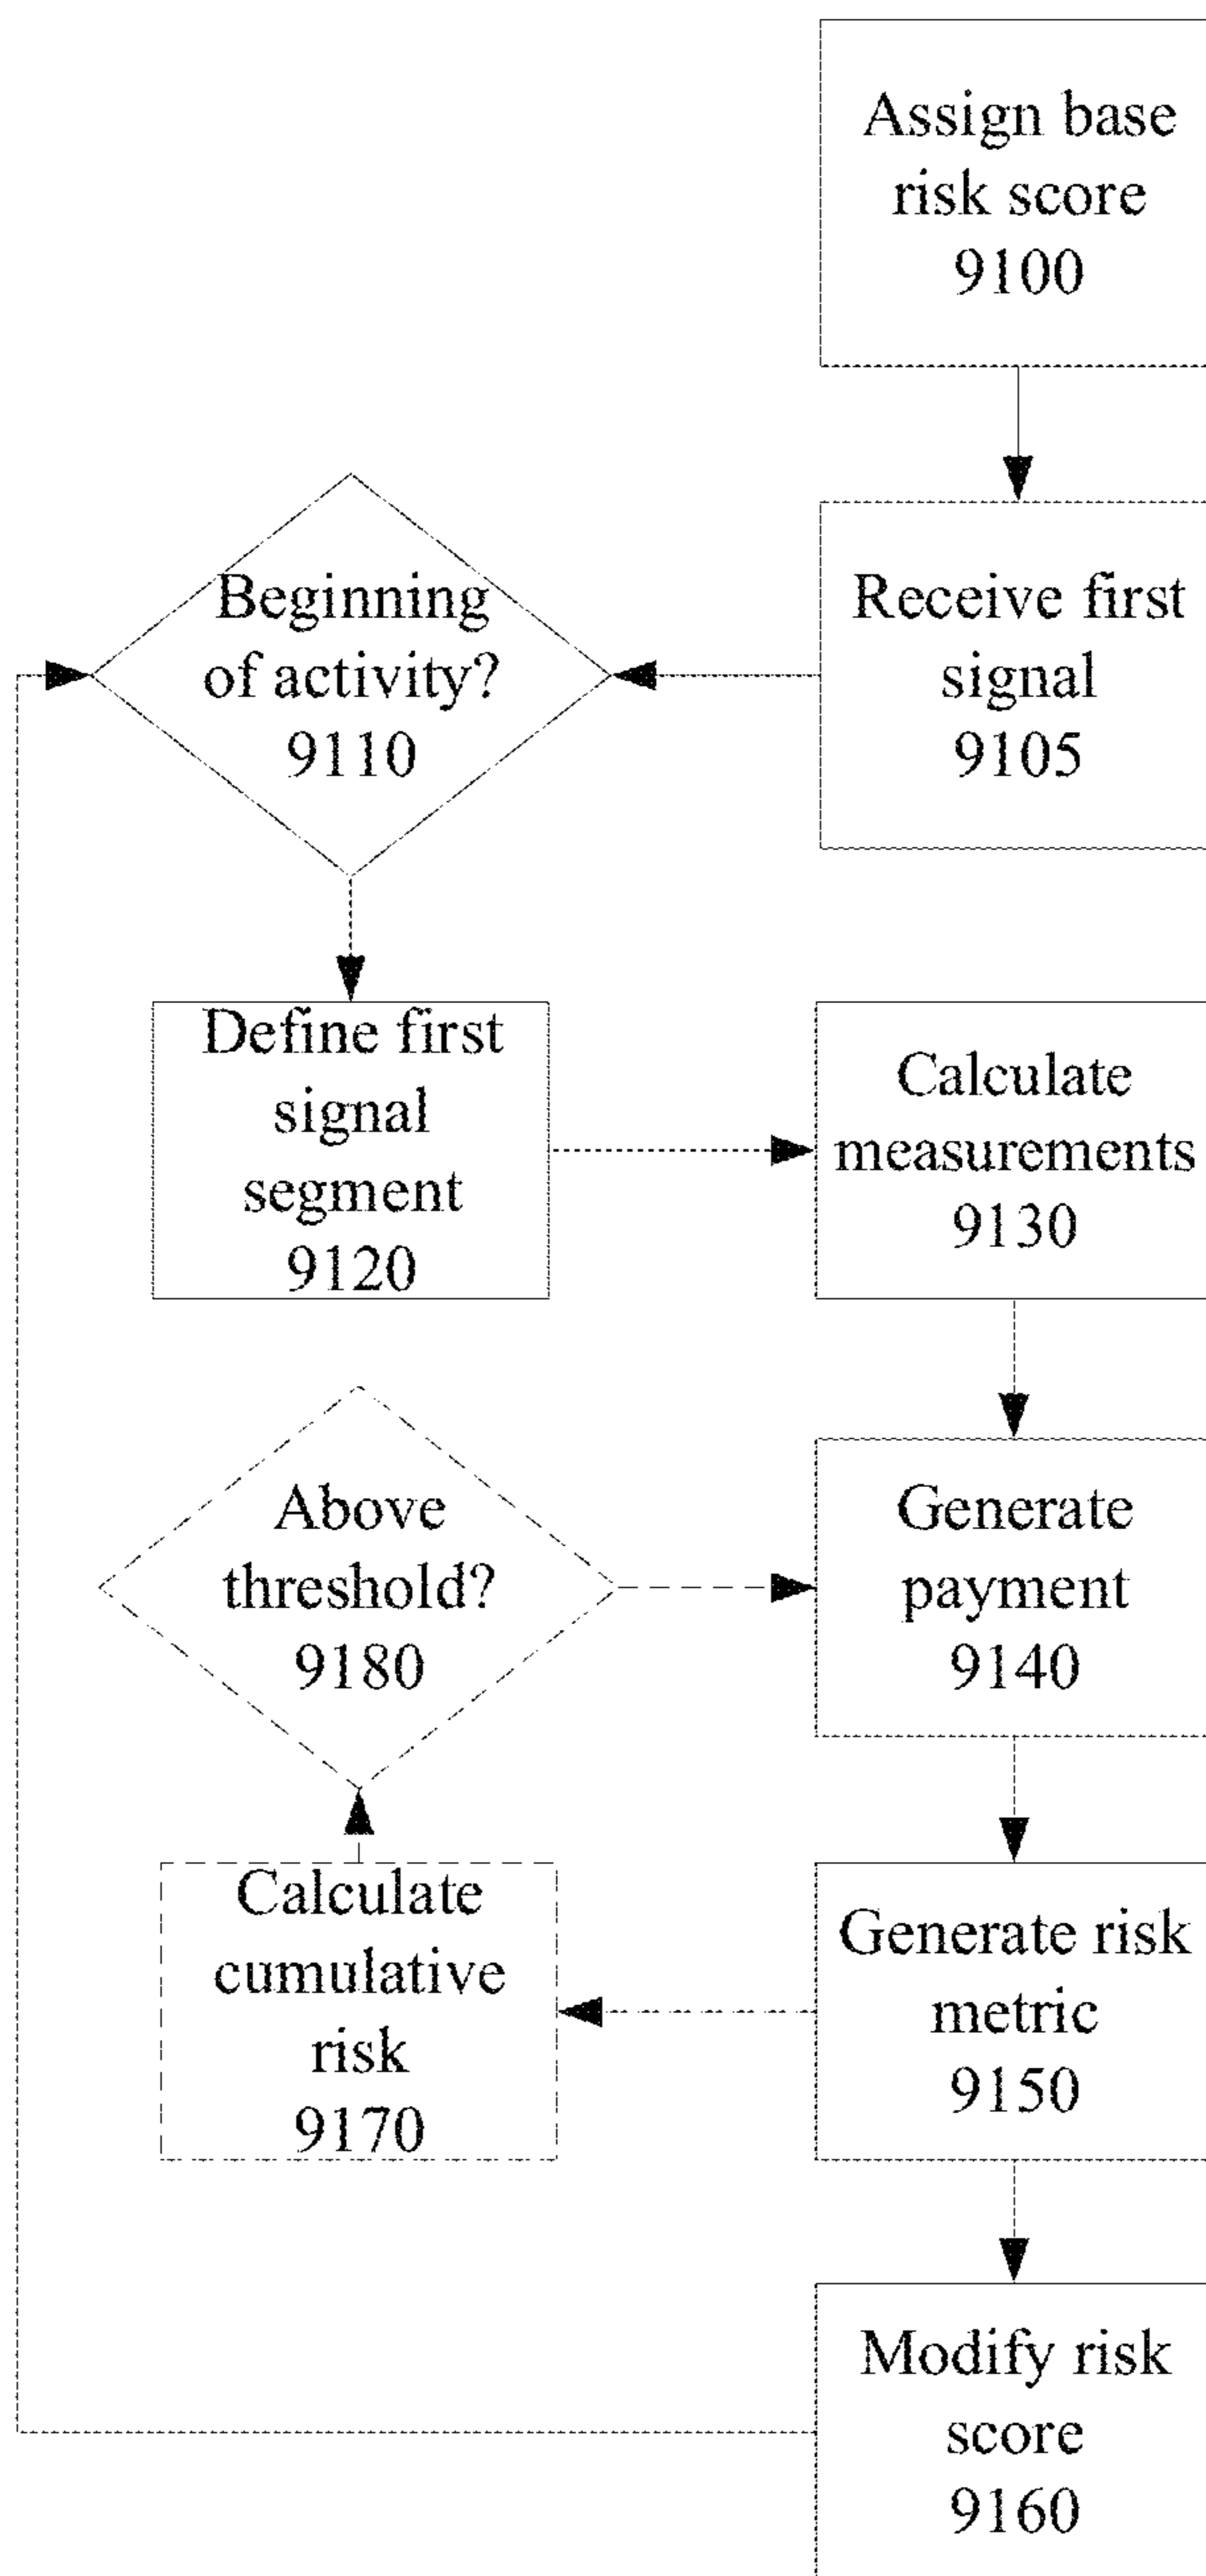 Assign base
risk score
9100
Beginning
of activity?
9110
Receive first
signal
9105
Define first
signal
segment
9120
Calculate
measurements
9130
Above
threshold?
9180
Generate
payment
9140
Calculate
cumulative
risk
9170
Generate risk
metric
9150
Modify risk
score
9160